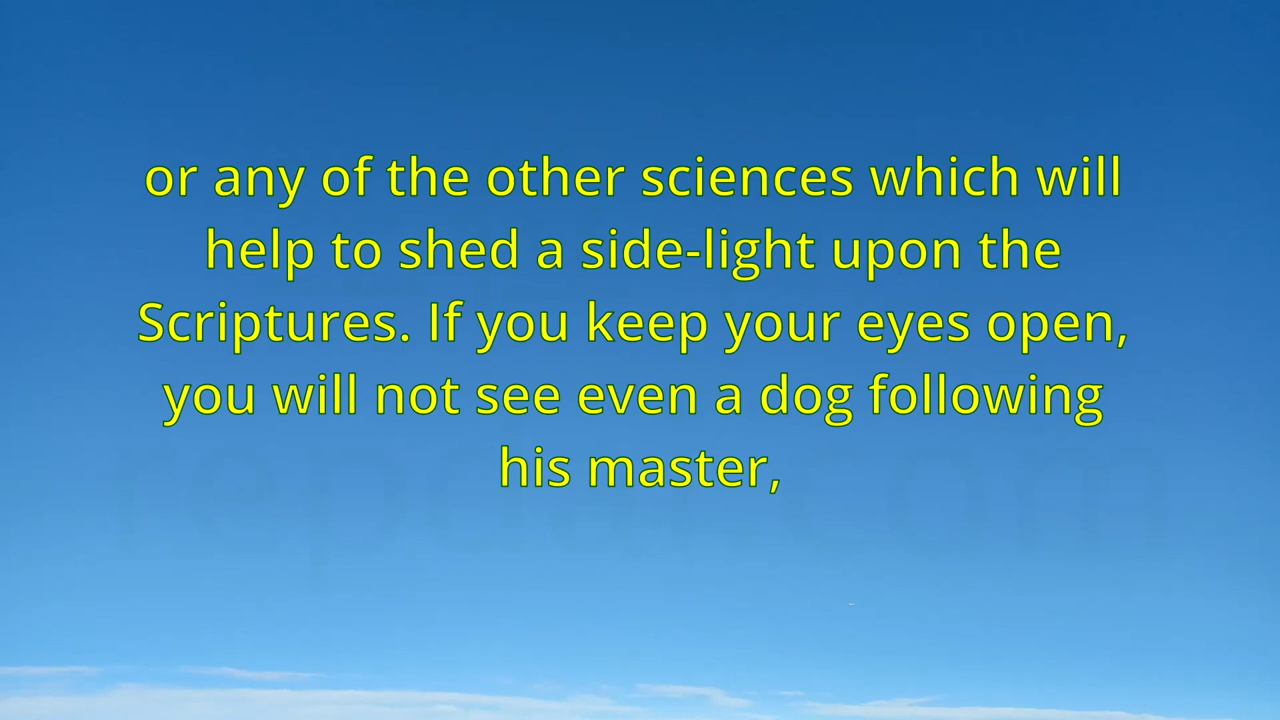 or any of the other sciences which will
help to shed a side-light upon the
Scriptures. If you keep your eyes open,
you will not see even a dog following
his master,